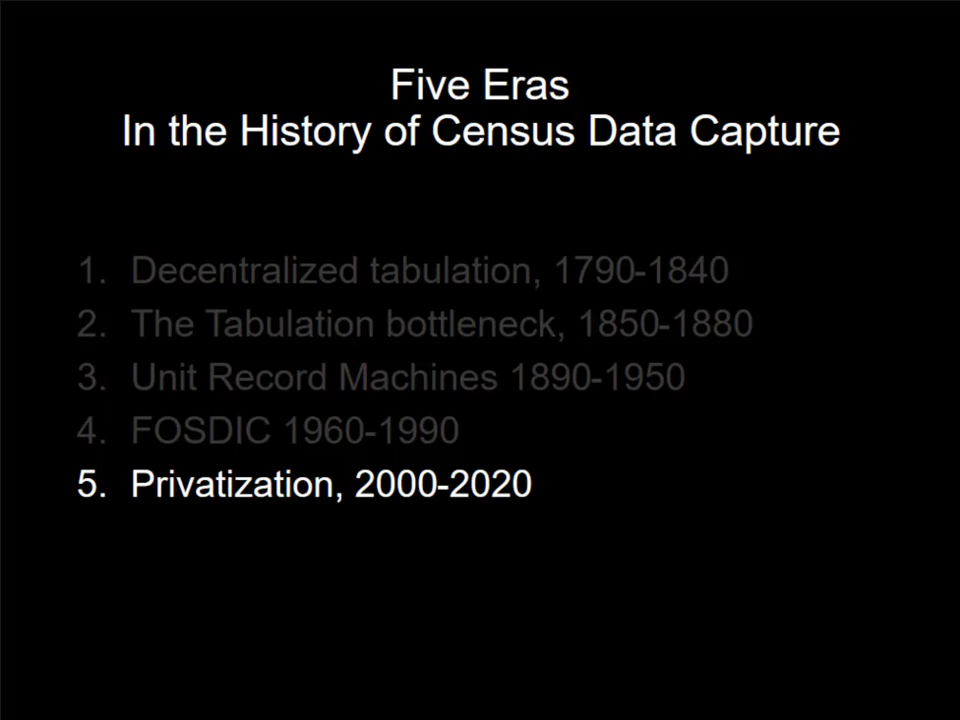 Five Eras
In the History of Census Data Capture
1. Decentralized tabulation, 1790-1840
2. The Tabulation bottleneck, 1850-1880
3. Unit Record Machines 1890-1950
4. FOSDIC 1960-1990
5. Privatization, 2000-2020